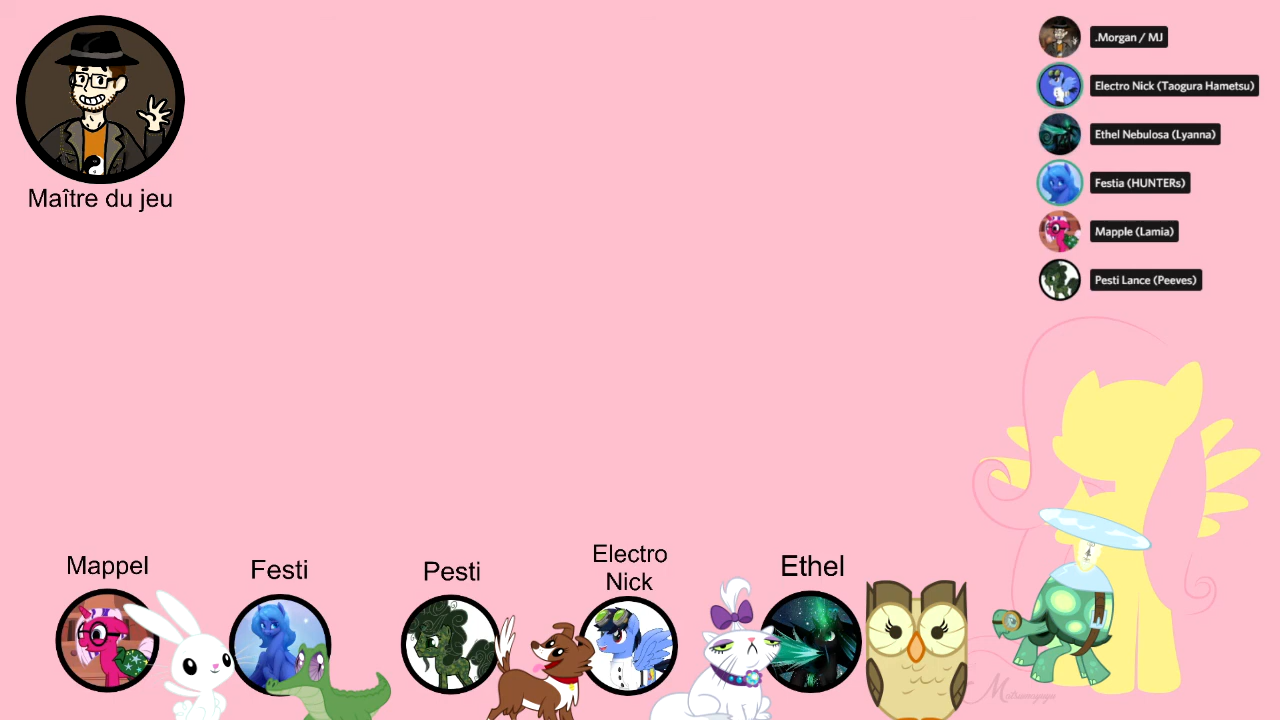 Maître du jeu
.Morgan / MJ
Electro Nick (Taogura Hametsu)
Ethel Nebulosa (Lyanna)
Festia (HUNTERs)
Mapple (Lamia)
Pesti Lance (Peeves)
Mappel
Festi
Pesti
Electro
Nick
Ethel